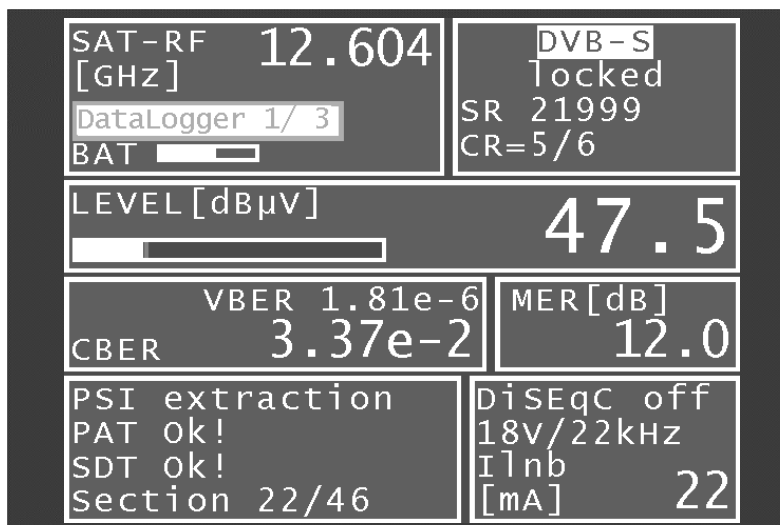 SAT-RF 12.604
[GHz]
DataLogger 1/ 3
BAT
DVB-S
locked
SR 21999
CR=5/6
LEVEL[dBµV] 47.5
VBER 1.81e-6
CBER 3.37e-2
MER[dB]
12.0
PSI extraction
PAT Ok!
SDT Ok!
Section 22/46
DiSEqC off
18V/22kHz
Ilnb
[mA] 22